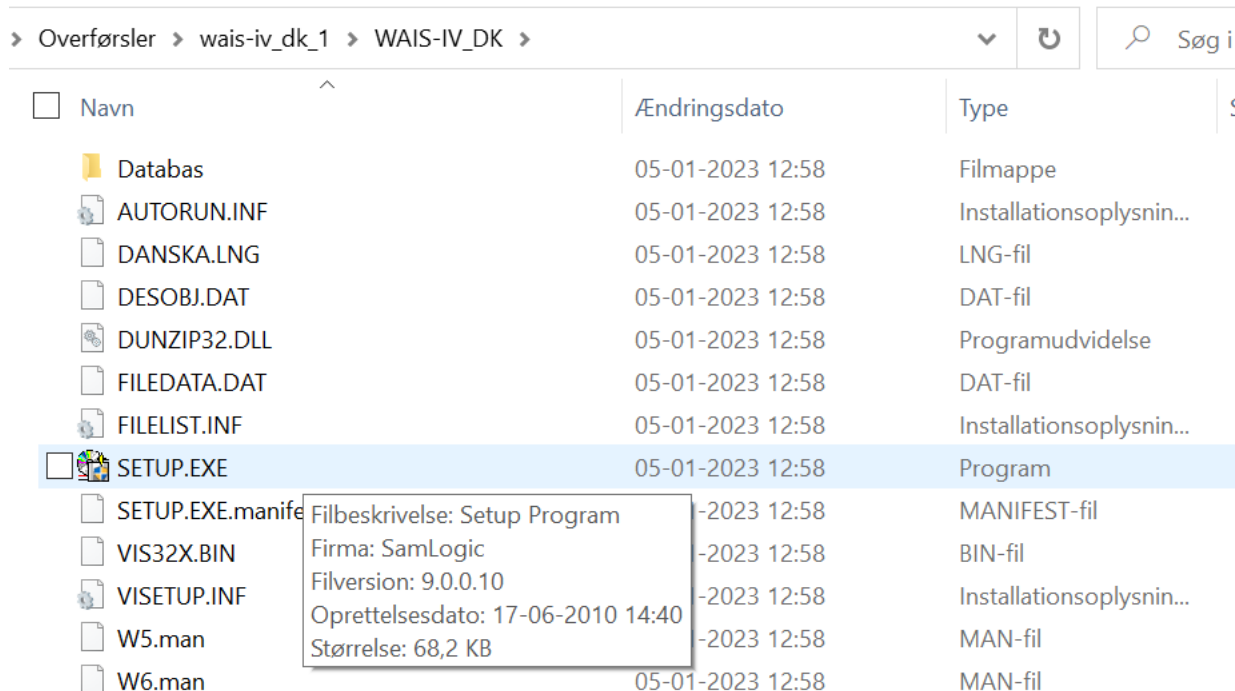 Overførsler > wais-iv_dk_1 > WAIS-IV_DK > Søg i
Navn Ændringsdato Type
Databas 05-01-2023 12:58 Filmappe
AUTORUN.INF 05-01-2023 12:58 Installationsoplysnin...
DANSKA.LNG 05-01-2023 12:58 LNG-fil
DESOBJ.DAT 05-01-2023 12:58 DAT-fil
DUNZIP32.DLL 05-01-2023 12:58 Programudvidelse
FILEDATA.DAT 05-01-2023 12:58 DAT-fil
FILELIST.INF 05-01-2023 12:58 Installationsoplysnin...
SETUP.EXE 05-01-2023 12:58 Program
SETUP.EXE.manife -2023 12:58 MANIFEST-fil
Filbeskrivelse: Setup Program
Firma: SamLogic
Filversion: 9.0.0.10
Oprettelsesdato: 17-06-2010 14:40
Størrelse: 68,2 KB
VIS32X.BIN -2023 12:58 BIN-fil
VISETUP.INF -2023 12:58 Installationsoplysnin...
W5.man -2023 12:58 MAN-fil
W6.man 05-01-2023 12:58 MAN-fil